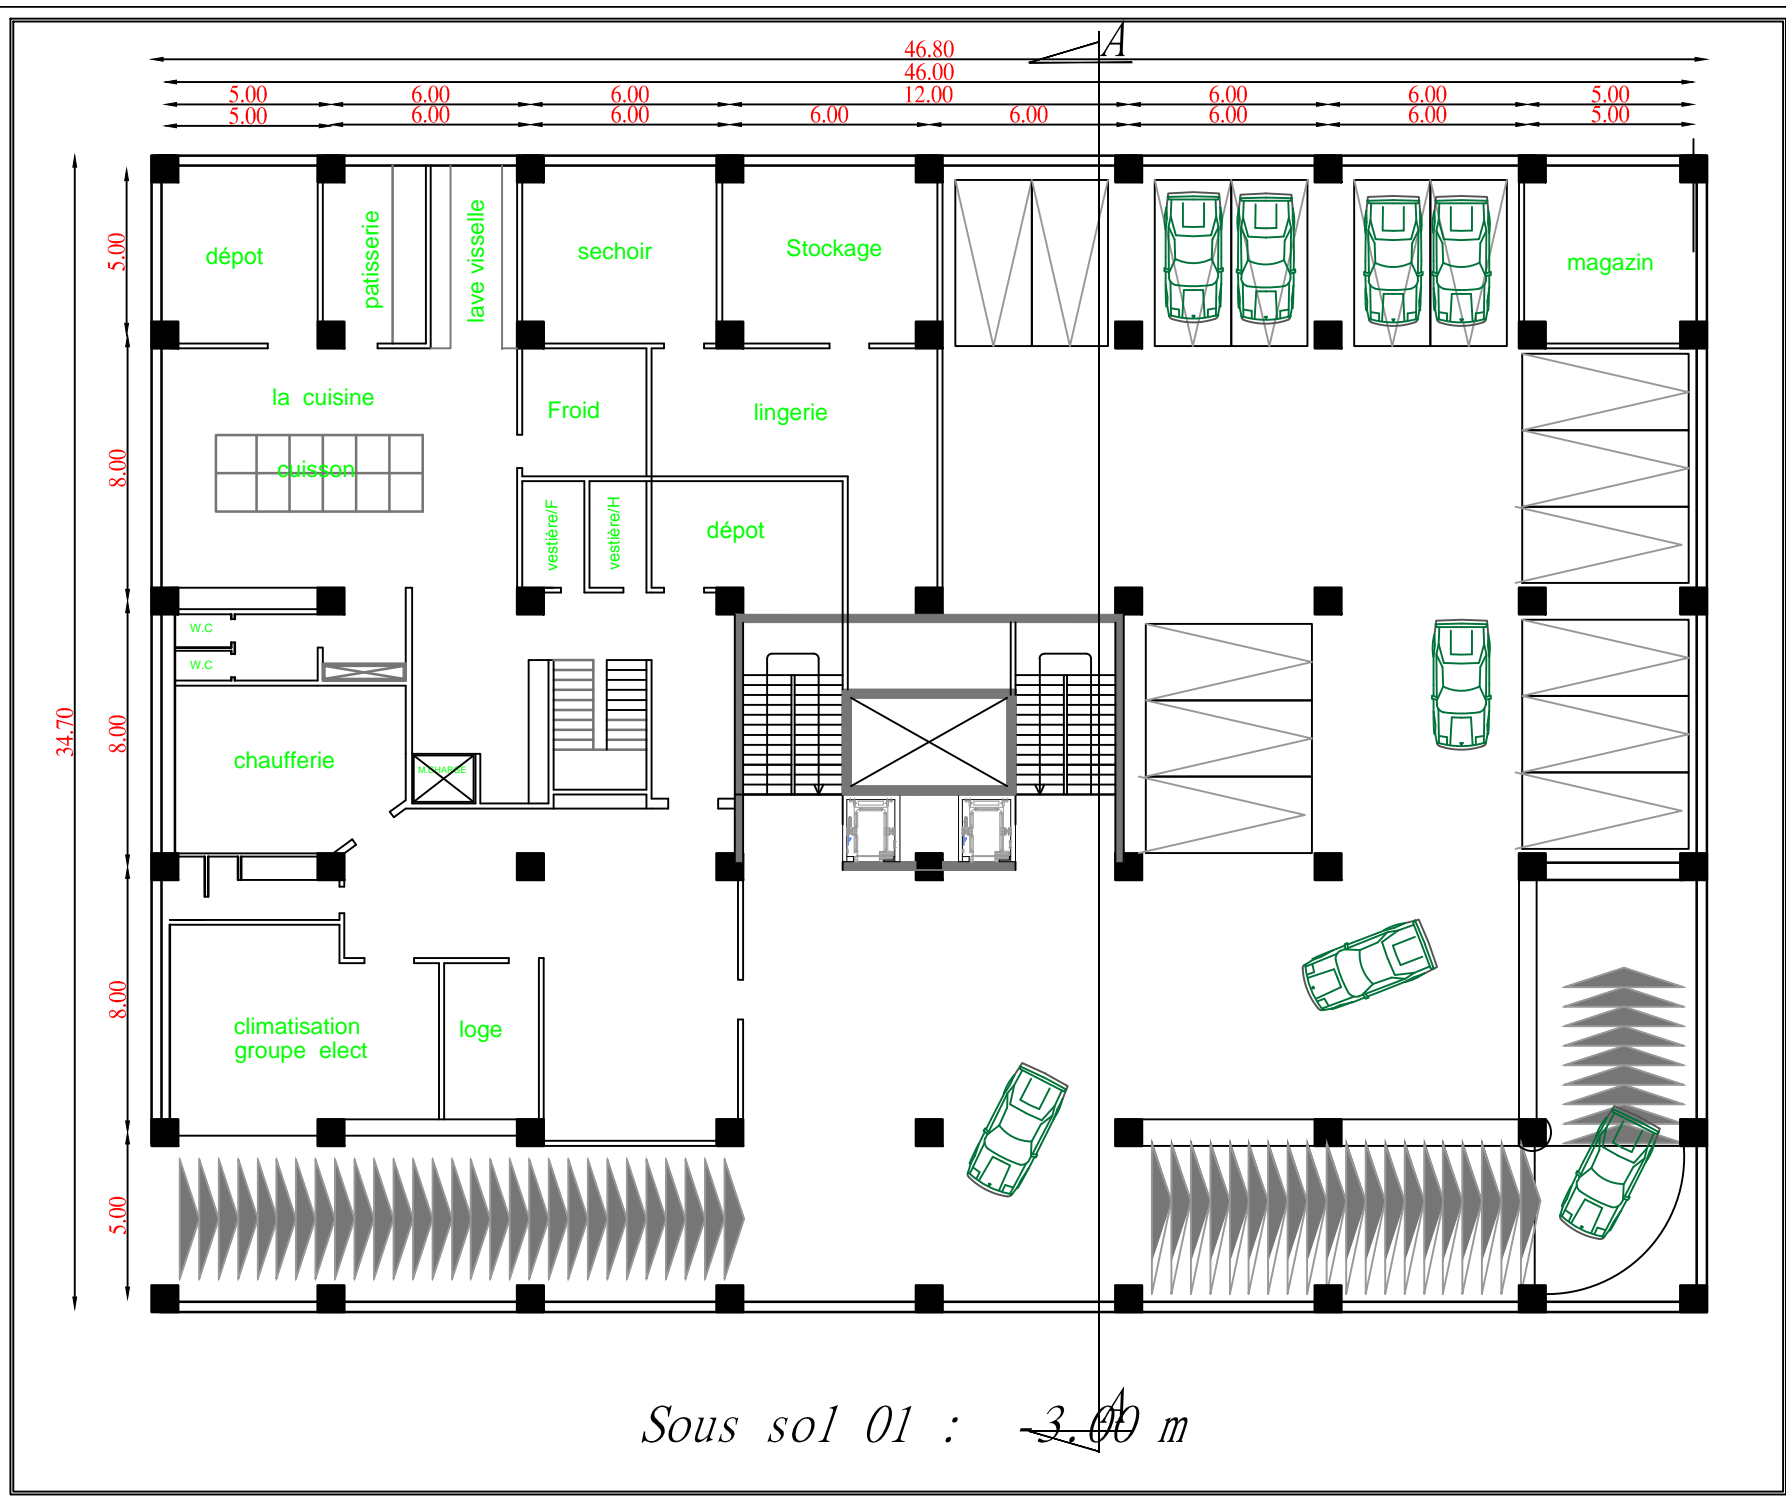 A
46.80
46.00
5.00 6.00 6.00 12.00 6.00 6.00 5.00
5.00 6.00 6.00 6.00 6.00 6.00 6.00 5.00
5.00
dépot
patisserie
lave visselle
sechoir
Stockage
magazin
la cuisine
Froid
lingerie
8.00
cuisson
vestière/F
vestière/H
dépot
W.C
W.C
34.70
8.00
chaufferie
M.CHARGE
8.00
climatisation
groupe elect
loge
5.00
A
Sous sol 01 : -3.00 m